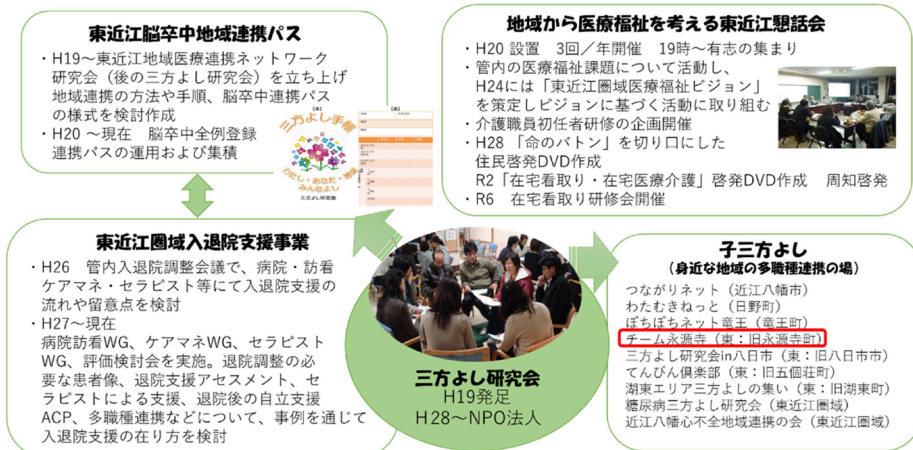 東近江脳卒中地域連携パス
・H19～東近江地域医療連携ネットワーク
研究会（後の三方よし研究会）を立ち上げ
地域連携の方法や手順、脳卒中連携パス
の様式を検討作成
・H20 ～現在　脳卒中全例登録
連携パスの運用および集積
三方よし手帳
わたし・あなた・地域
みんなよし
三方よし研究会
地域から医療福祉を考える東近江懇話会
・H20 設置　3回／年開催　19時～有志の集まり
・管内の医療福祉課題について活動し、
H24には「東近江圏域医療福祉ビジョン」
を策定しビジョンに基づく活動に取り組む
・介護職員初任者研修の企画開催
・H28 「命のバトン」を切り口にした
住民啓発DVD作成
R2「在宅看取り・在宅医療介護」啓発DVD作成　周知啓発
・R6　在宅看取り研修会開催
東近江圏域入退院支援事業
・H26　管内入退院調整会議で、病院・訪看
ケアマネ・セラピスト等にて入退院支援の
流れや留意点を検討
・H27～現在
病院訪看WG、ケアマネWG、セラピスト
WG、評価検討会を実施。退院調整の必
要な患者像、退院支援アセスメント、セ
ラピストによる支援、退院後の自立支援
ACP、多職種連携などについて、事例を通じて
入退院支援の在り方を検討
三方よし研究会
H19発足
H28～NPO法人
子三方よし
（身近な地域の多職種連携の場）
つながりネット（近江八幡市）
わたむきねっと（日野町）
ぼちぼちネット竜王（竜王町）
チーム永源寺（東：旧永源寺町）
三方よし研究会in八日市（東：旧八日市市）
てんびん倶楽部（東：旧五個荘町）
湖東エリア三方よしの集い（東：旧湖東町）
糖尿病三方よし研究会（東近江圏域）
近江八幡心不全地域連携の会（東近江圏域）